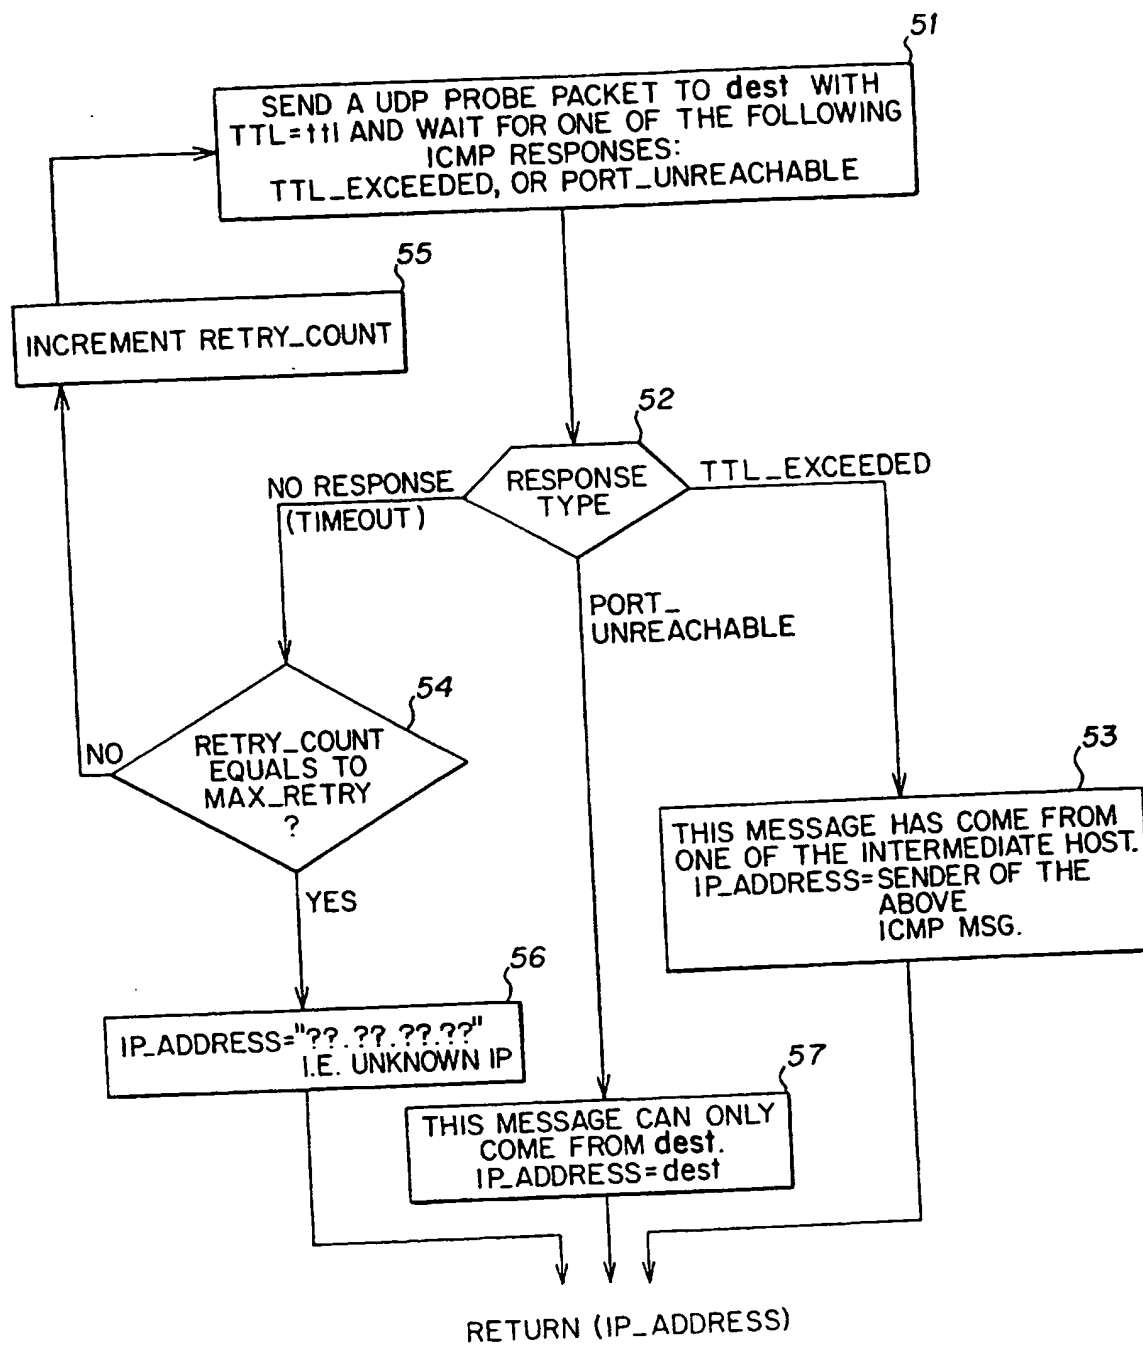 51
SEND A UDP PROBE PACKET TO dest WITH
TTL=ttl AND WAIT FOR ONE OF THE FOLLOWING
ICMP RESPONSES:
TTL_EXCEEDED, OR PORT_UNREACHABLE
55
INCREMENT RETRY_COUNT
52
RESPONSE
TYPE
NO RESPONSE
(TIMEOUT)
TTL_EXCEEDED
PORT_
UNREACHABLE
54
RETRY_COUNT
EQUALS TO
MAX_RETRY
?
NO
YES
53
THIS MESSAGE HAS COME FROM
ONE OF THE INTERMEDIATE HOST.
IP_ADDRESS=SENDER OF THE
ABOVE
ICMP MSG.
56
IP_ADDRESS="??.??.??.??"
I.E. UNKNOWN IP
57
THIS MESSAGE CAN ONLY
COME FROM dest.
IP_ADDRESS=dest
RETURN (IP_ADDRESS)